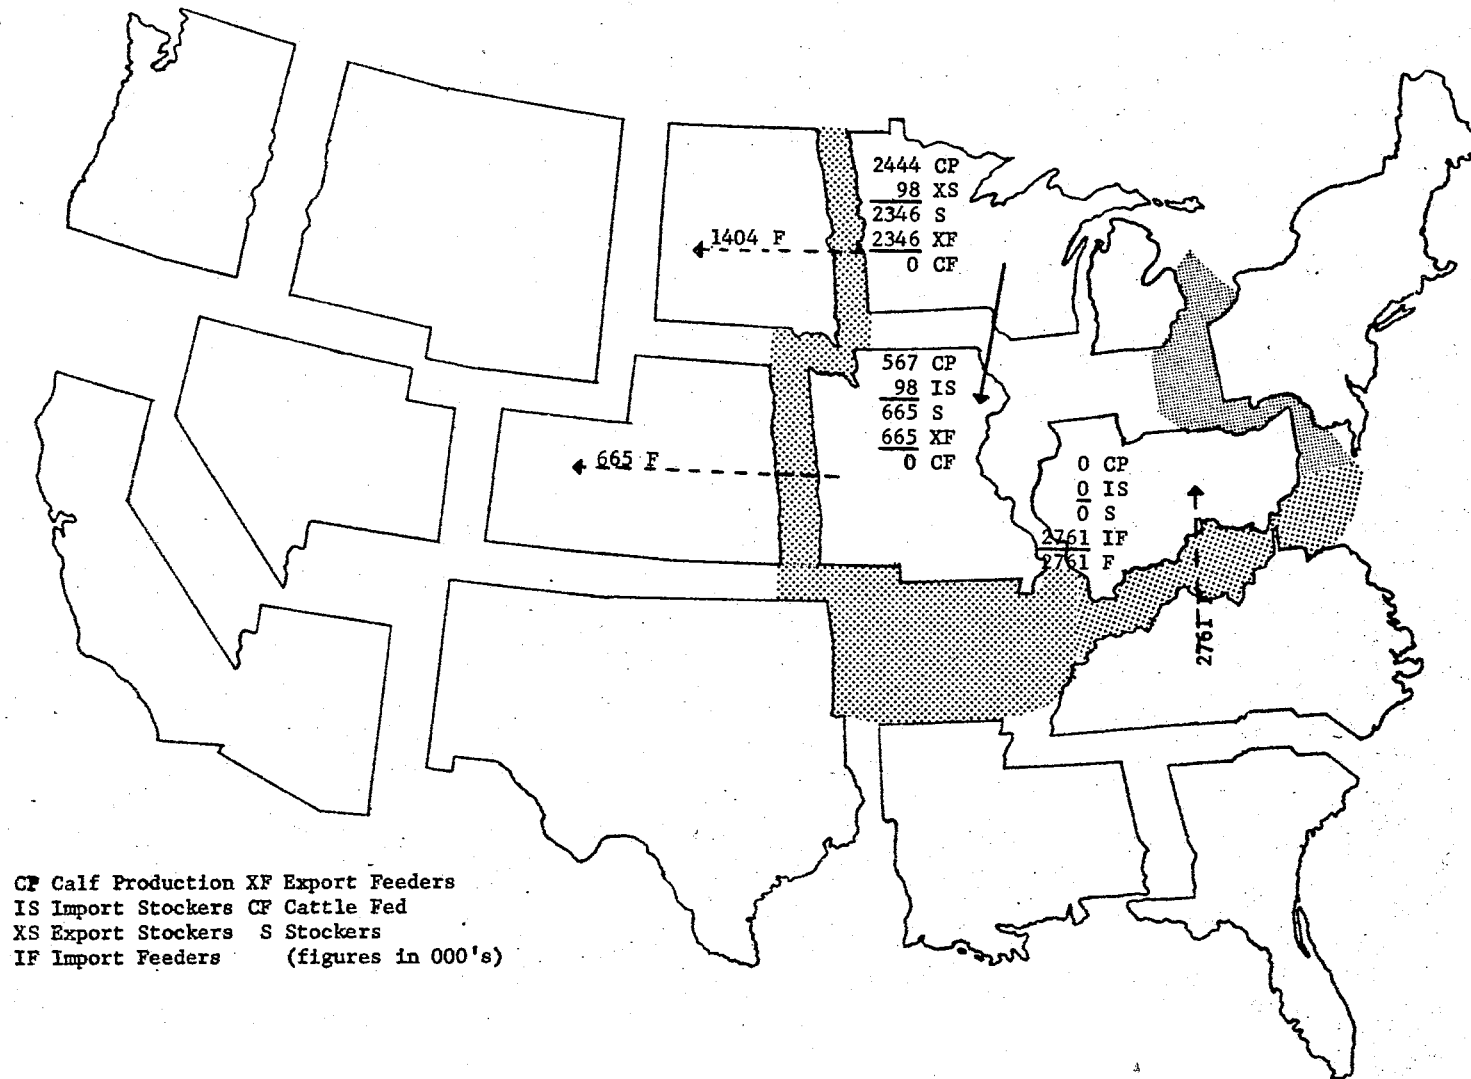 2444 CP
98 XS
2346 S
2346 XF
0 CF
1404 F
567 CP
98 IS
665 S
665 XF
0 CF
665 F
0 CP
0 IS
0 S
2761 IF
2761 F
2761
CP Calf Production XF Export Feeders
IS Import Stockers CF Cattle Fed
XS Export Stockers S Stockers
IF Import Feeders (figures in 000's)